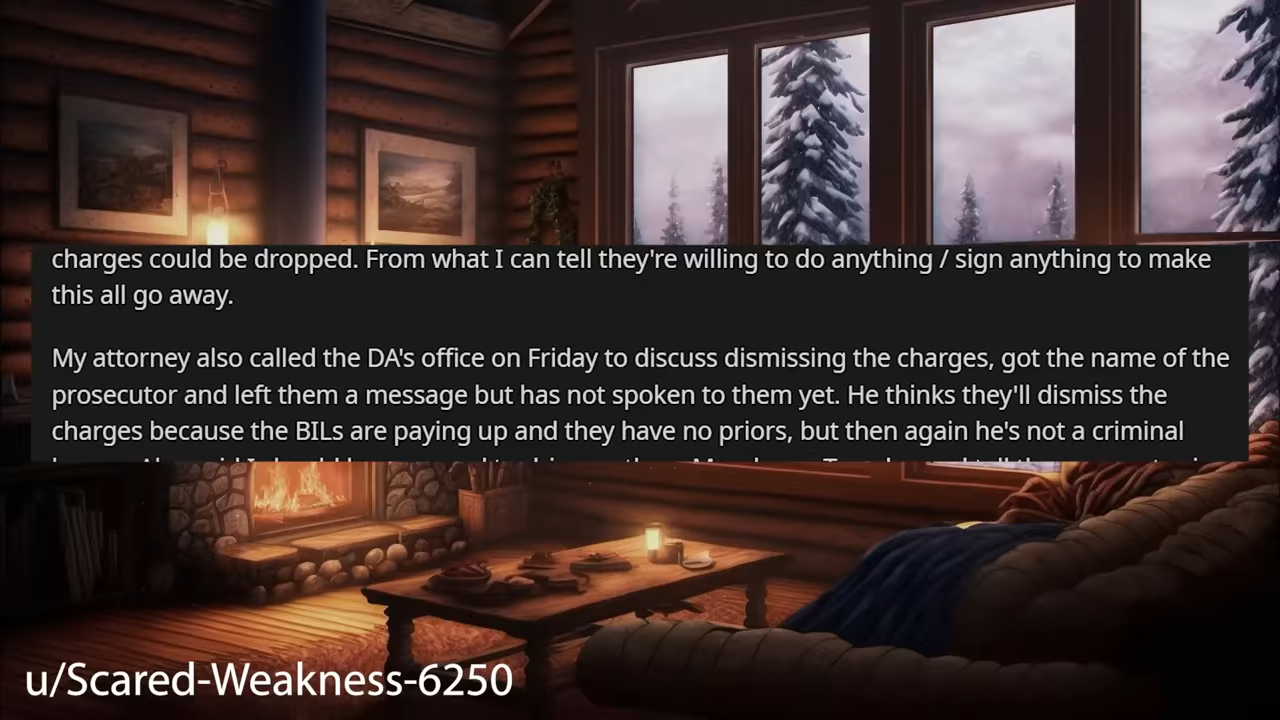 charges could be dropped. From what I can tell they're willing to do anything / sign anything to make
this all go away.
My attorney also called the DA's office on Friday to discuss dismissing the charges, got the name of the
prosecutor and left them a message but has not spoken to them yet. He thinks they'll dismiss the
charges because the BILs are paying up and they have no priors, but then again he's not a criminal
u/Scared-Weakness-6250